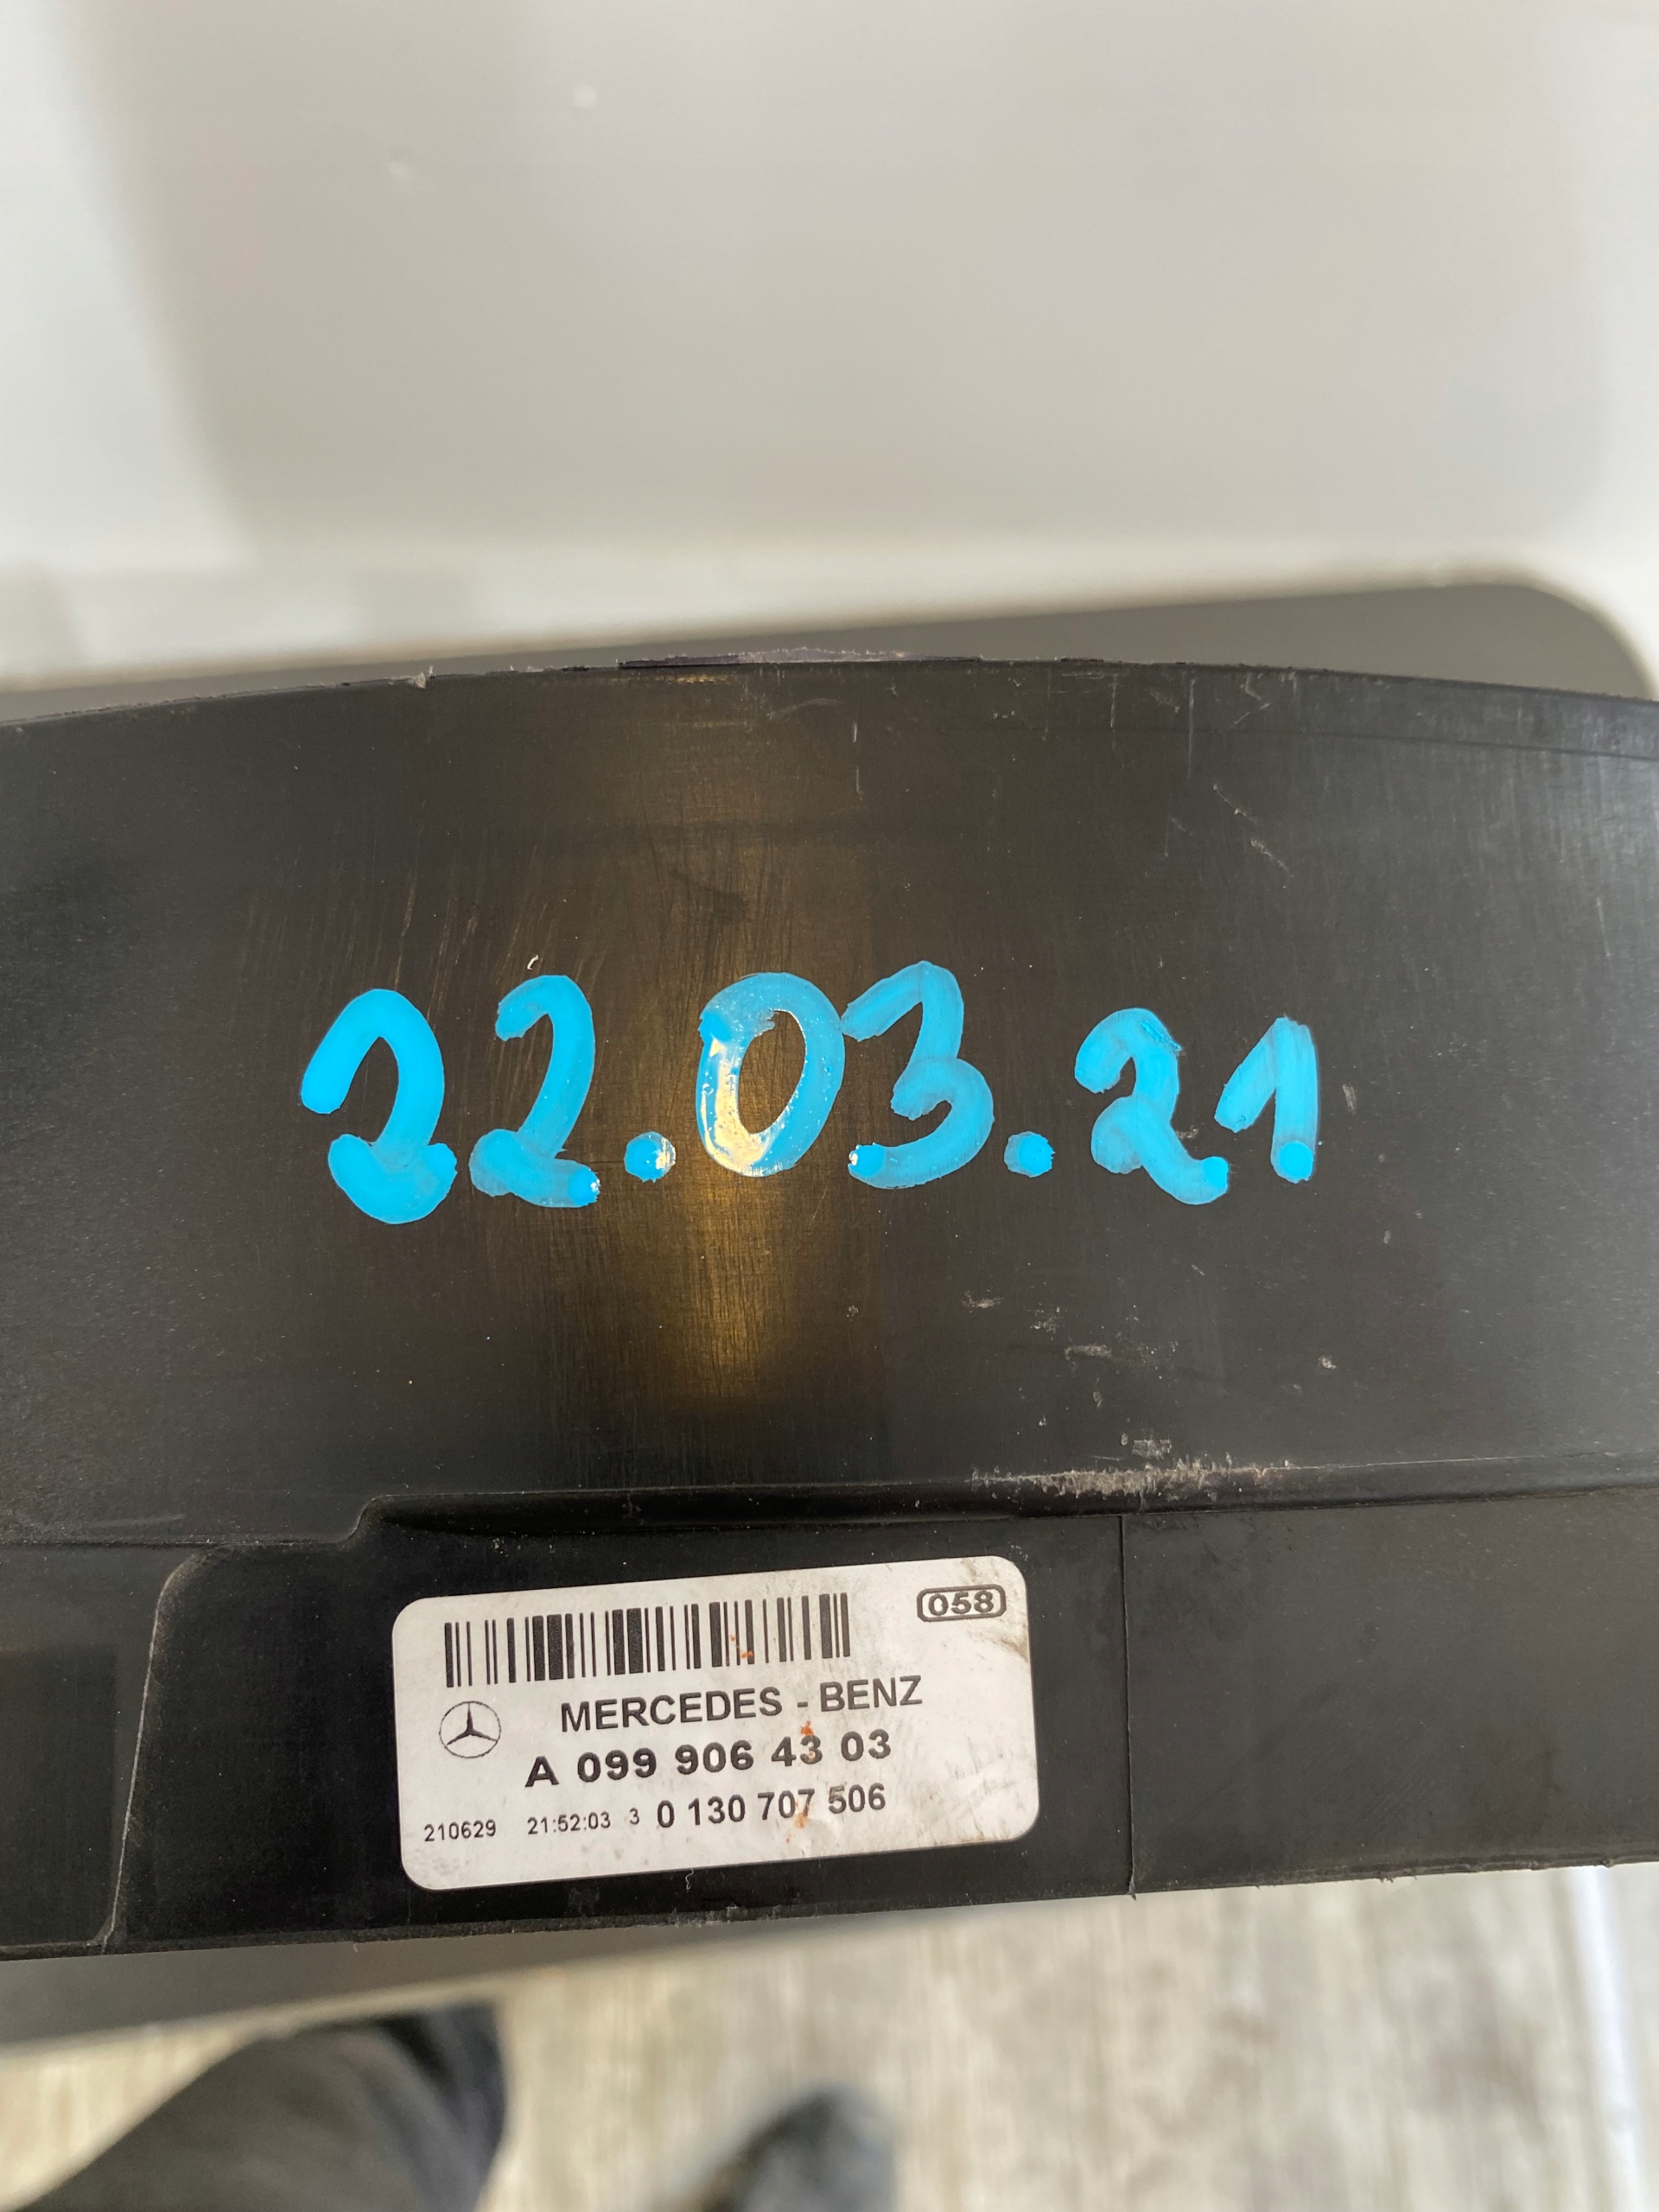 22.03.21
058
MERCEDES - BENZ
A 099 906 43 03
210629 21:52:03 3 0 130 707 506